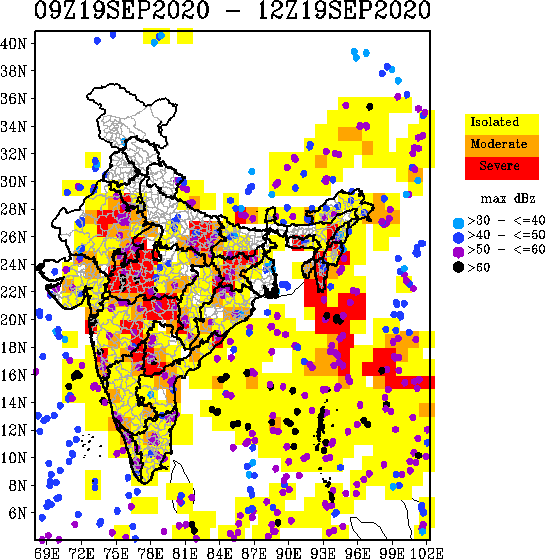 09Z19SEP2020 - 12Z19SEP2020
40N
38N
36N
34N
32N
30N
28N
26N
24N
22N
20N
18N
16N
14N
12N
10N
8N
6N
69E 72E 75E 78E 81E 84E 87E 90E 93E 96E 99E 102E
Isolated
Moderate
Severe
max dBz
>30 - <=40
>40 - <=50
>50 - <=60
>60